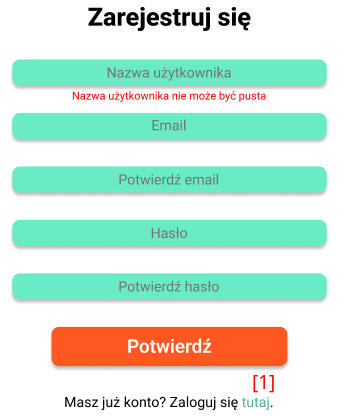 Zarejestruj się
Nazwa użytkownika
Nazwa użytkownika nie może być pusta
Email
Potwierdź email
Hasło
Potwierdź hasło
Potwierdź
[1]
Masz już konto? Zaloguj się tutaj.